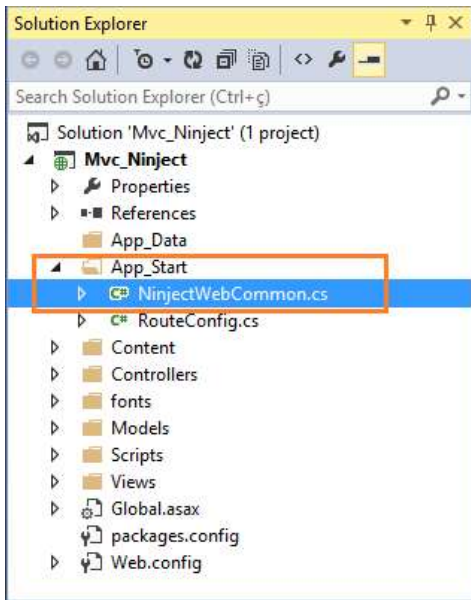 Solution Explorer
Search Solution Explorer (Ctrl+ç)
Solution 'Mvc_Ninject' (1 project)
Mvc_Ninject
Properties
References
App_Data
App_Start
C# NinjectWebCommon.cs
C# RouteConfig.cs
Content
Controllers
fonts
Models
Scripts
Views
Global.asax
packages.config
Web.config